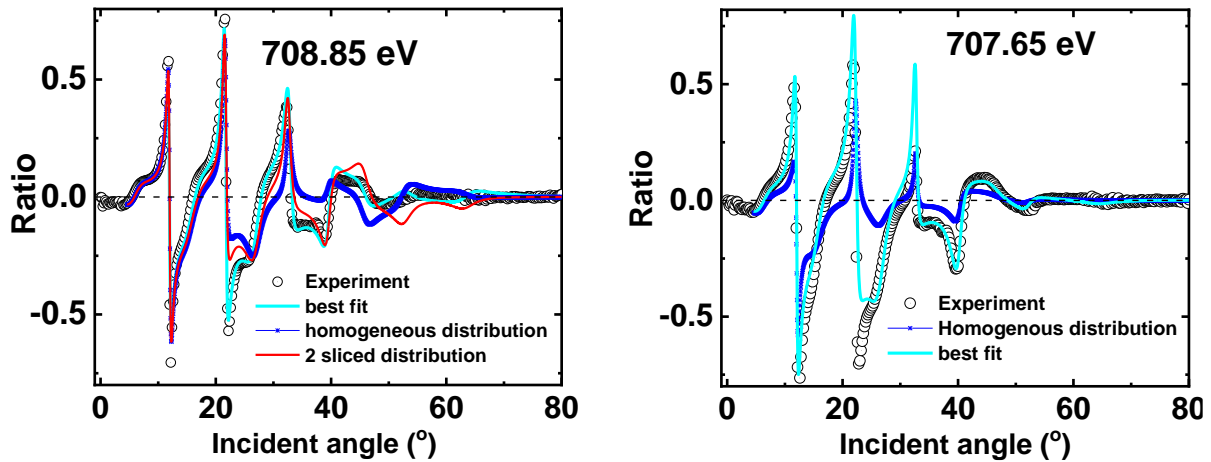 708.85 eV
Ratio
0.5
0.0
-0.5
Experiment
best fit
homogeneous distribution
2 sliced distribution
0 20 40 60 80
Incident angle (o)
707.65 eV
Ratio
0.5
0.0
-0.5
Experiment
Homogenous distribution
best fit
0 20 40 60 80
Incident angle (o)